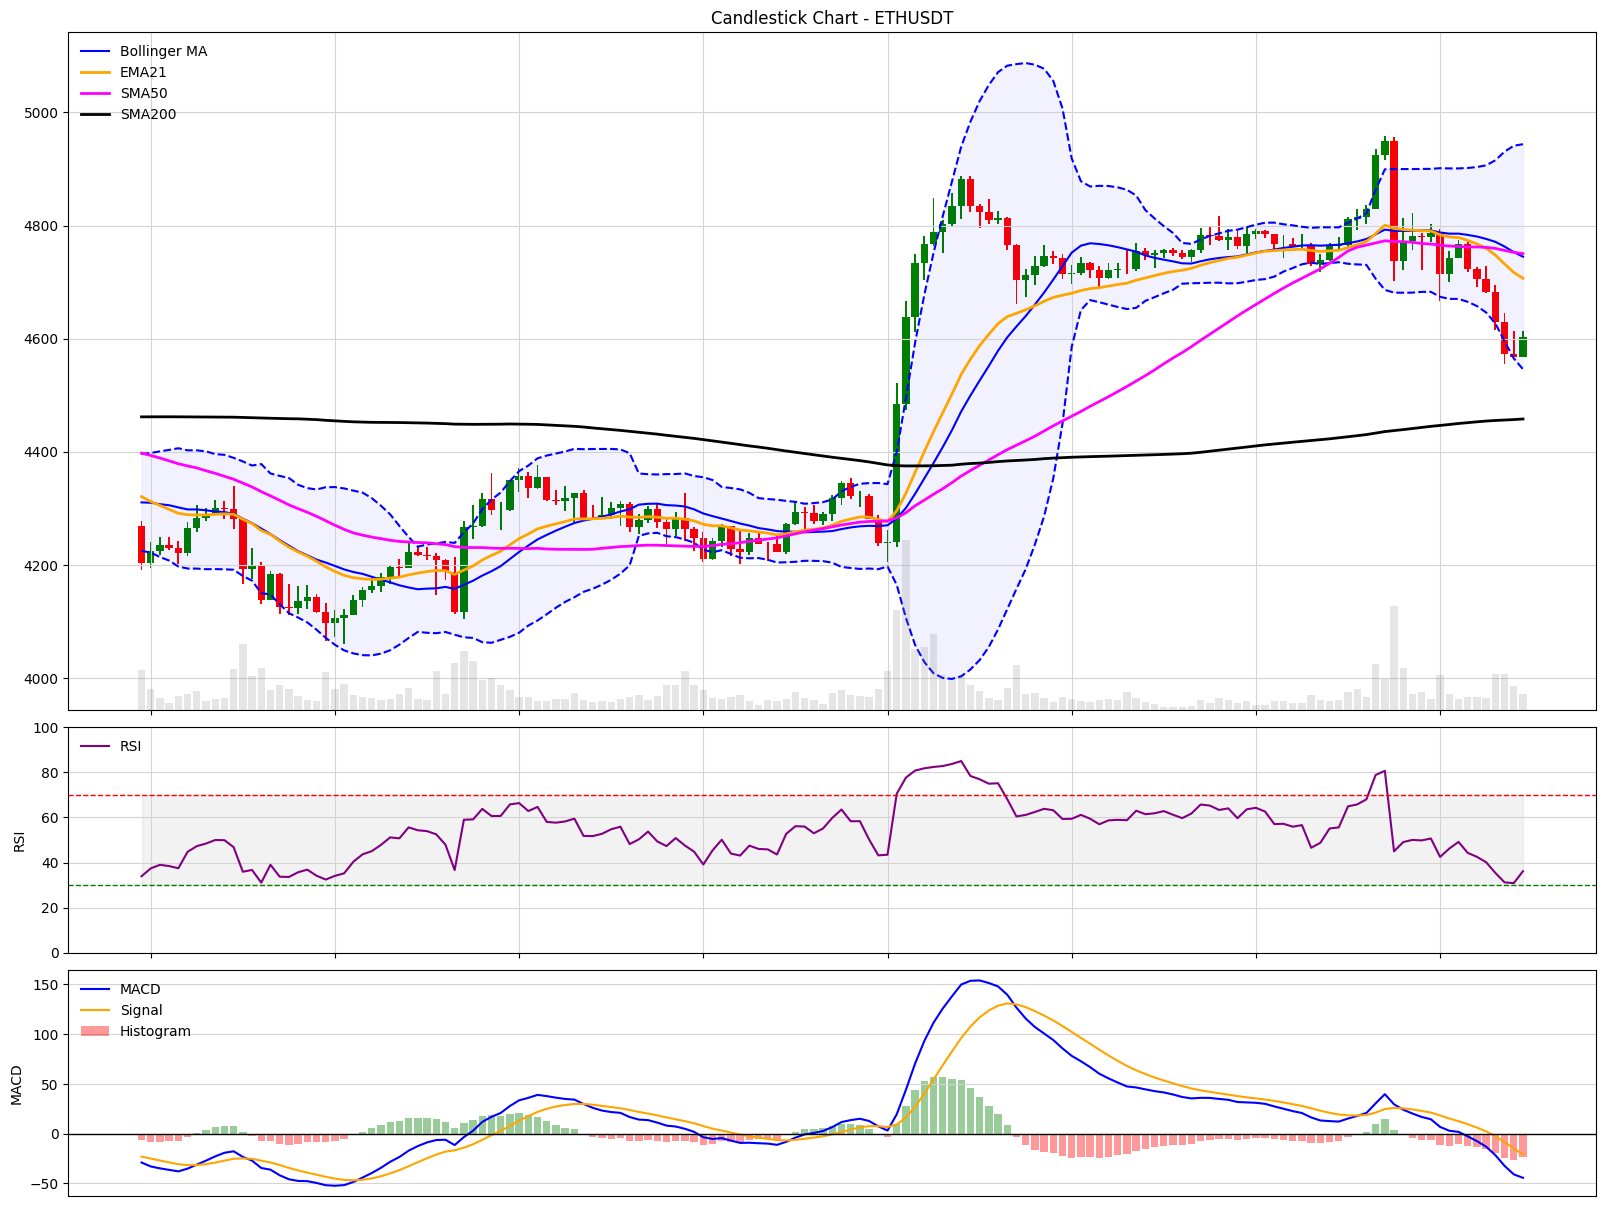 Candlestick Chart - ETHUSDT
Bollinger MA
EMA21
SMA50
SMA200
5000
4800
4600
4400
4200
4000
RSI
100
80
60
40
20
0
RSI
MACD
Signal
Histogram
150
100
50
0
−50
MACD